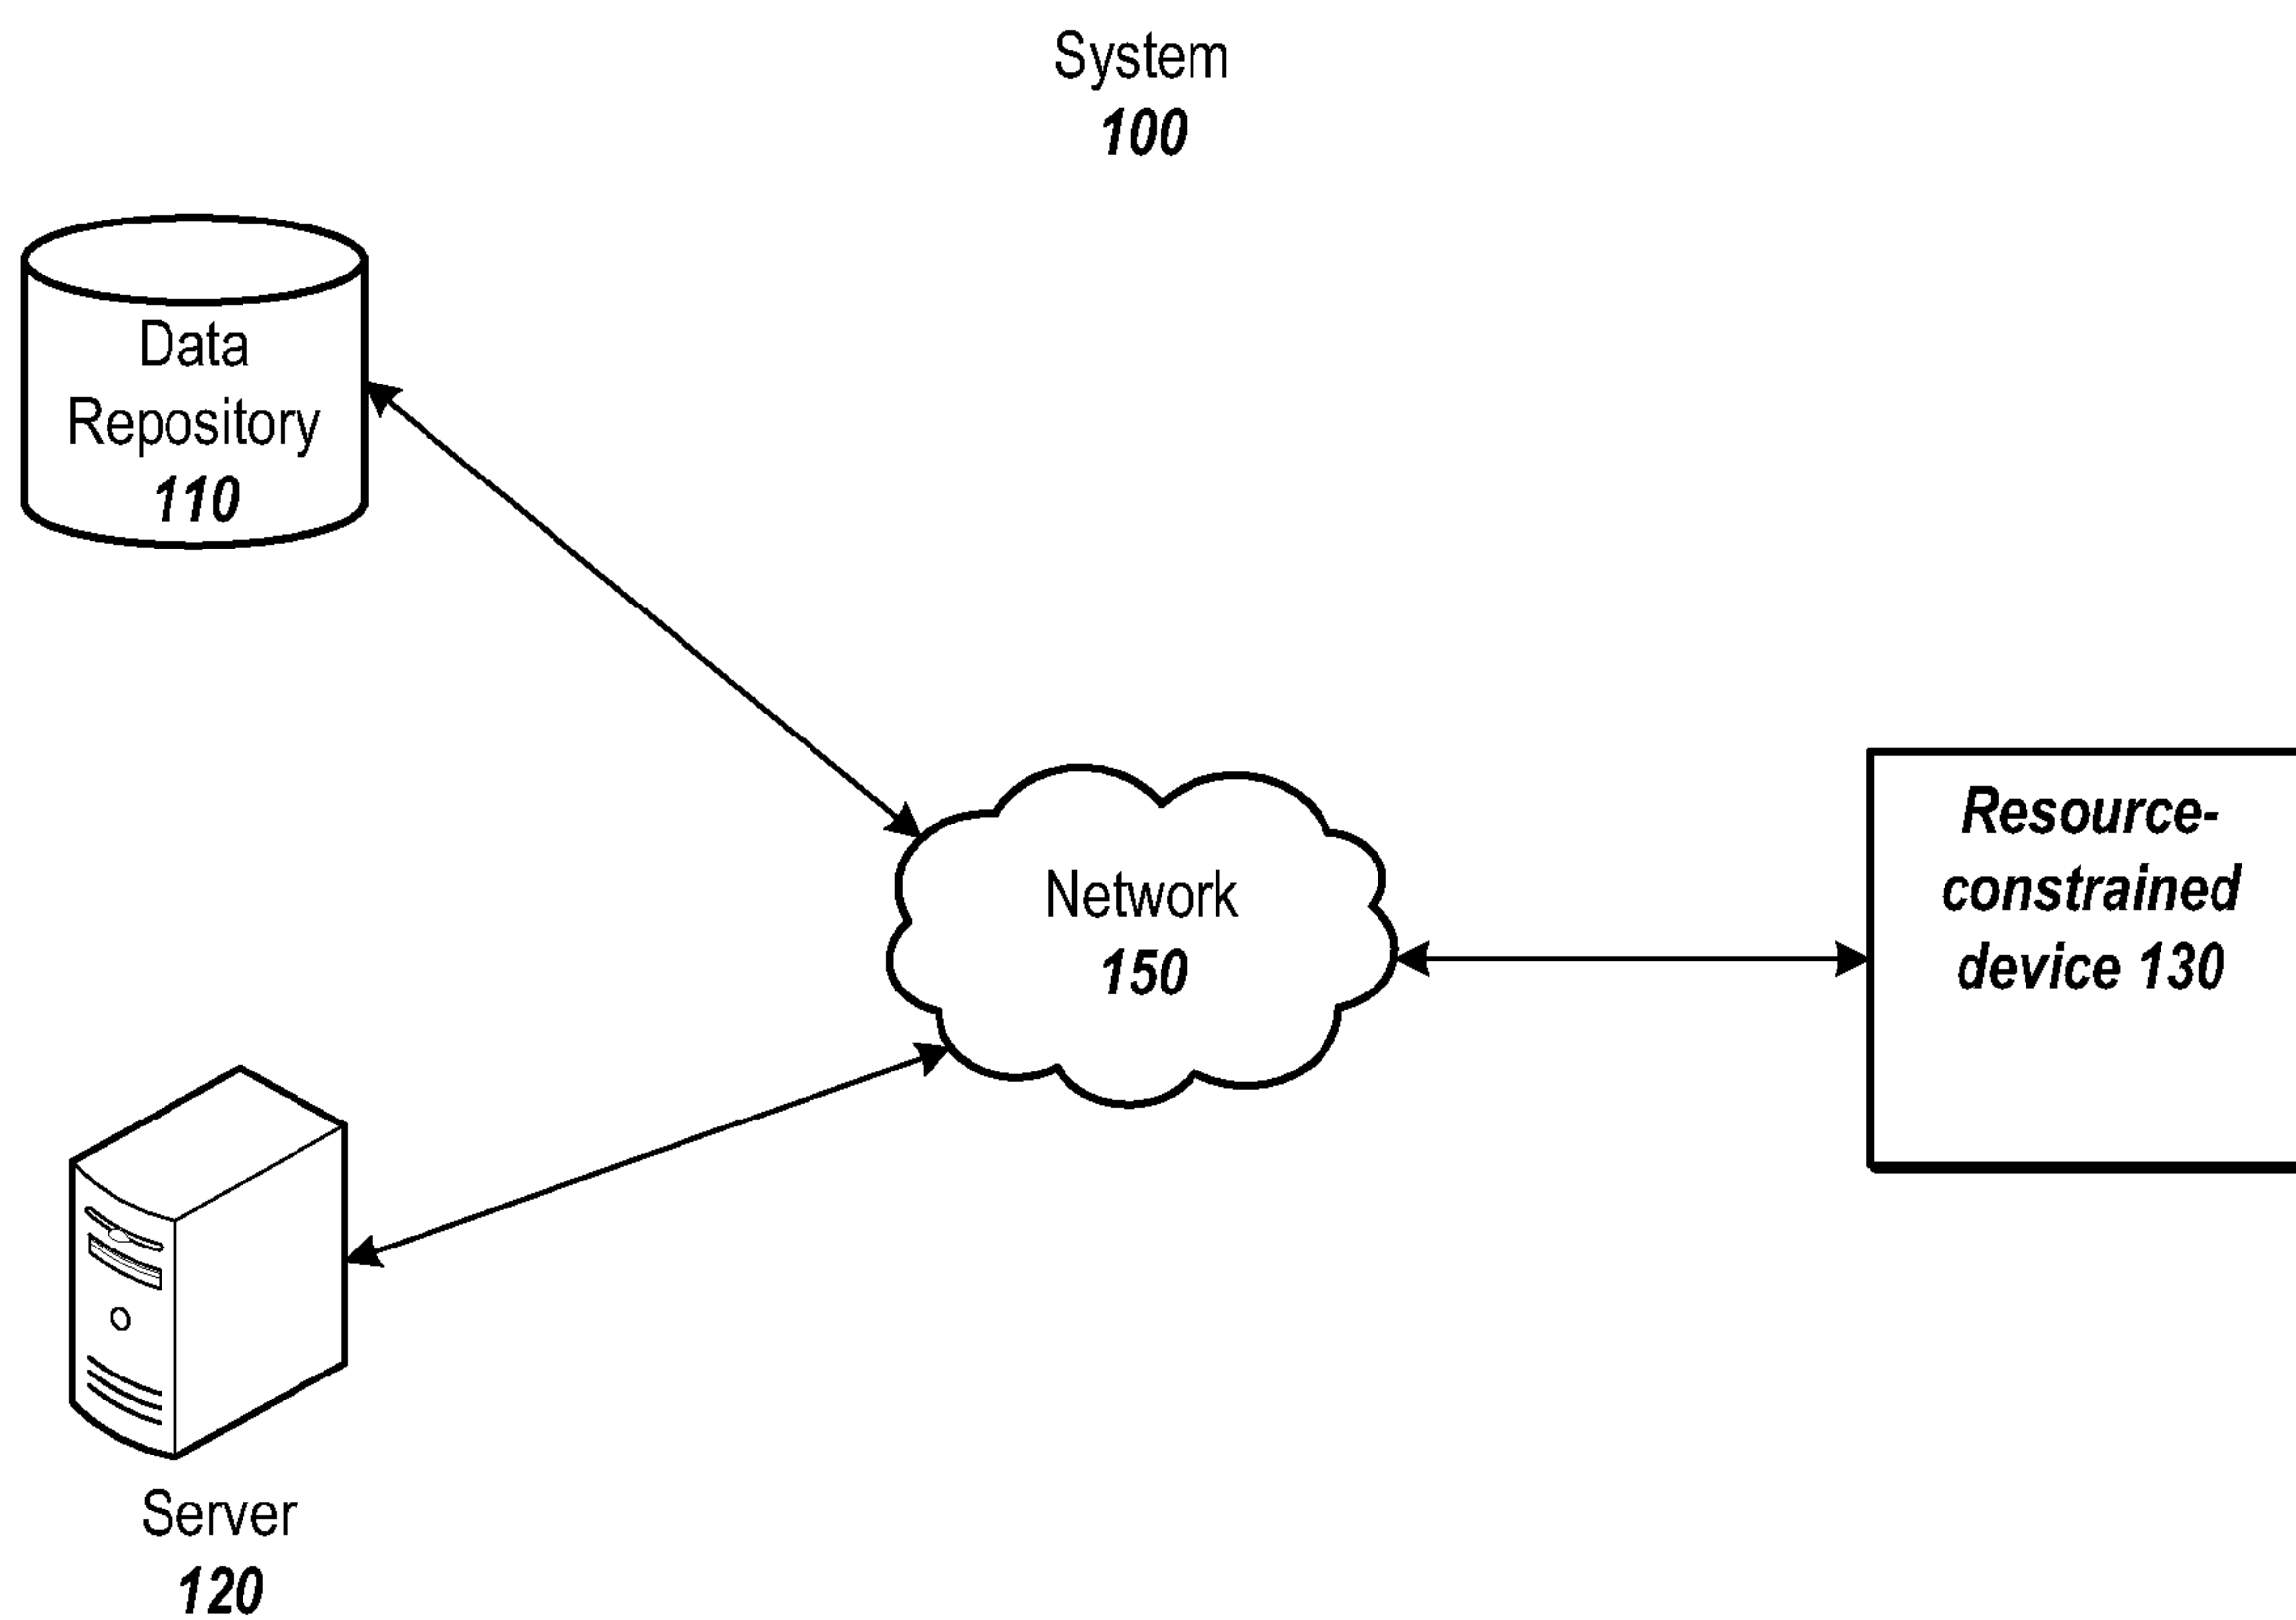 System
100
Data
Repository
110
Network
150
Resource-
constrained
device 130
Server
120